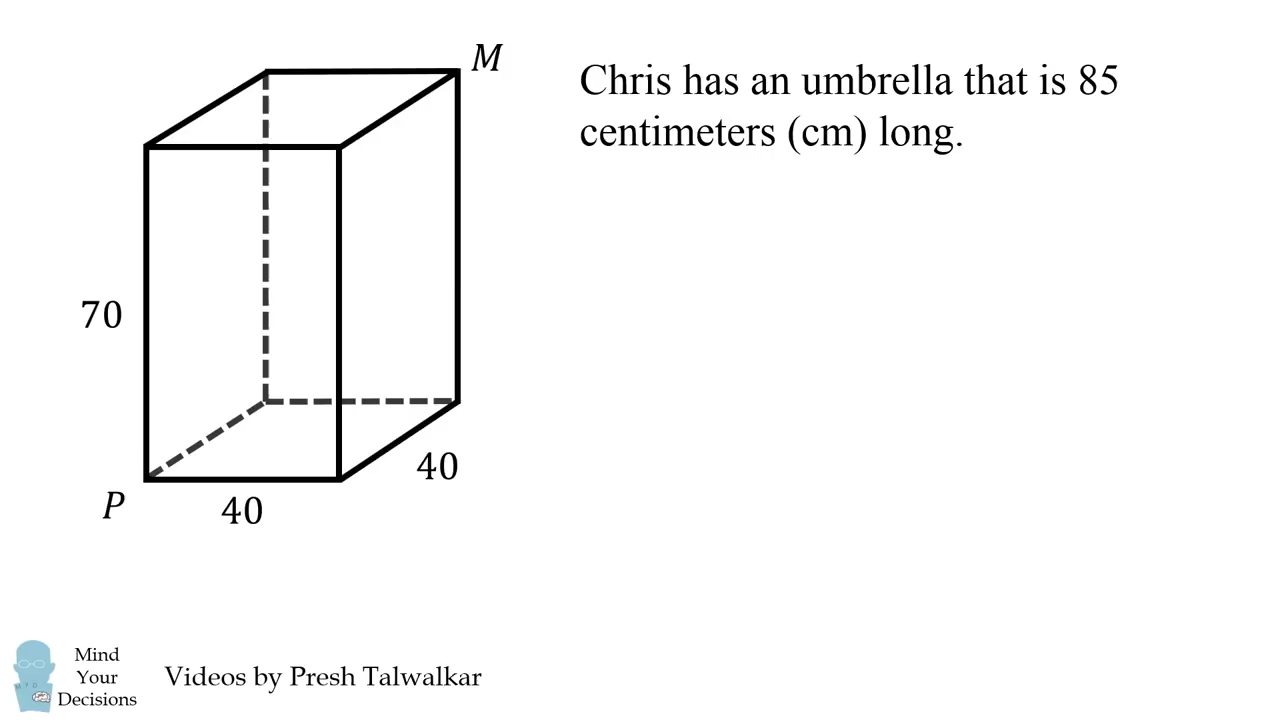 M
Chris has an umbrella that is 85
centimeters (cm) long.
70
40
P
40
Mind
Your
Decisions
Videos by Presh Talwalkar